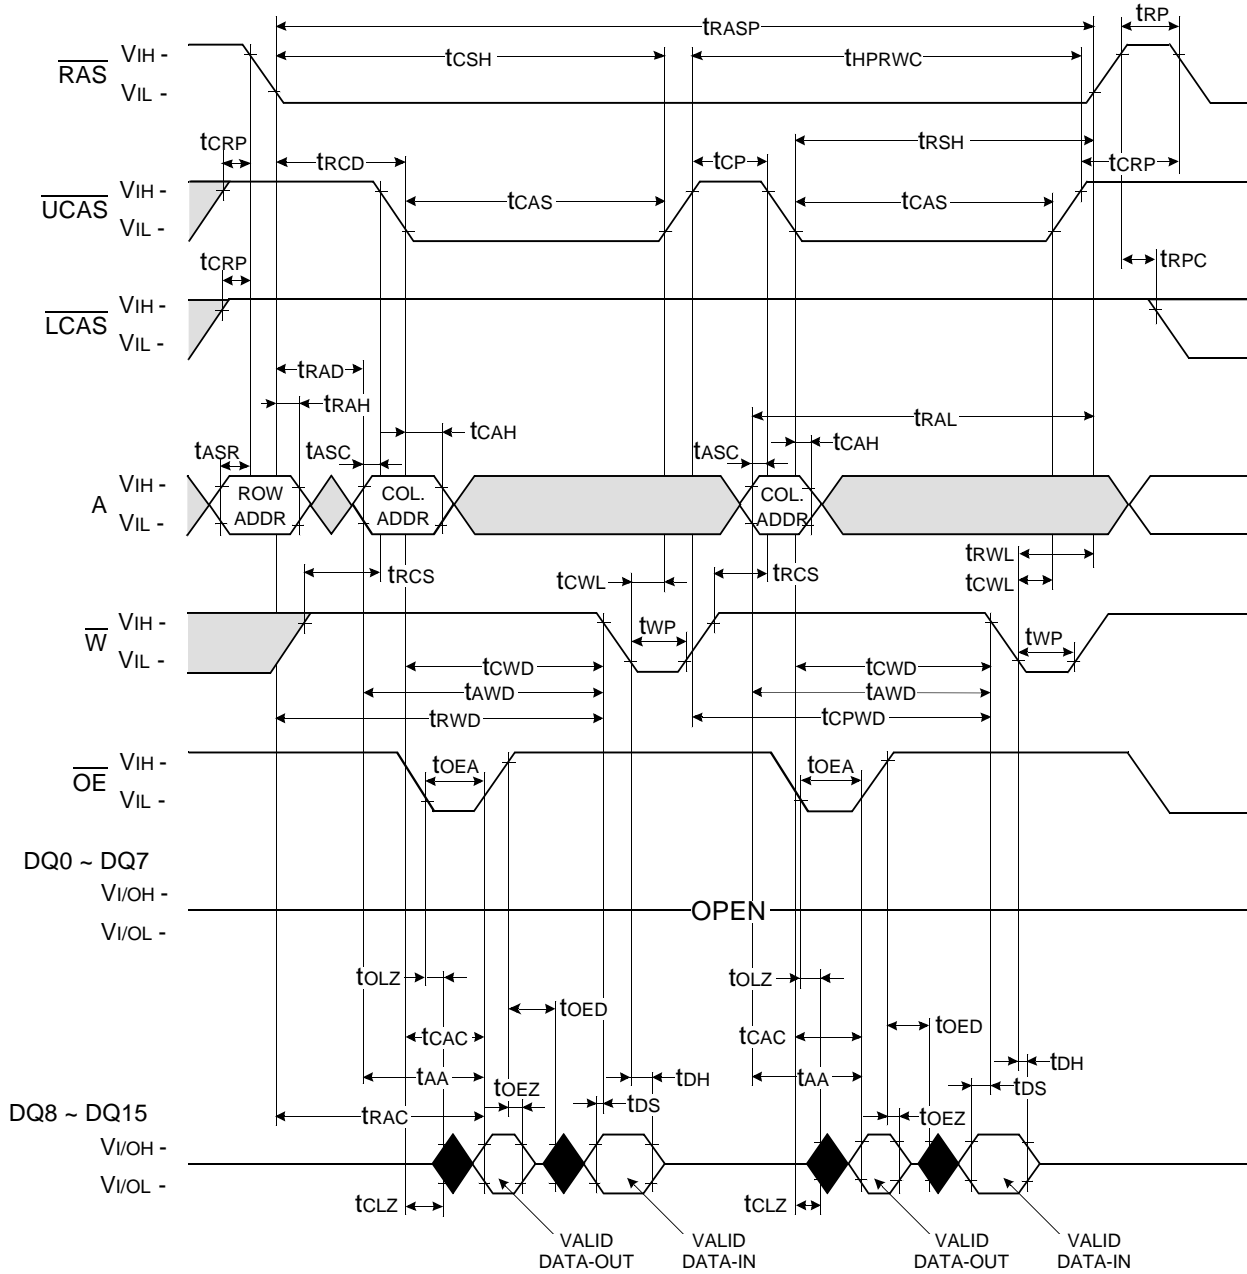 tRASP
tRP
RAS
VIH -
VIL -
tCSH
tHPRWC
tCRP
tRCD
tCP
tRSH
tCRP
UCAS
VIH -
VIL -
tCAS
tCAS
tCRP
tRPC
LCAS
VIH -
VIL -
tRAD
tRAH
tCAH
tRAL
tCAH
tASR
tASC
tASC
A
VIH -
VIL -
ROW
ADDR
COL.
ADDR
COL.
ADDR
tRCS
tCWL
tRCS
tRWL
tCWL
W
VIH -
VIL -
tWP
tWP
tCWD
tCWD
tAWD
tAWD
tRWD
tCPWD
OE
VIH -
VIL -
tOEA
tOEA
DQ0 ~ DQ7
VI/OH -
VI/OL -
OPEN
tOLZ
tOLZ
tOED
tOED
tCAC
tCAC
tAA
tOEZ
tDH
tAA
tDH
tDS
tDS
tRAC
tOEZ
DQ8 ~ DQ15
VI/OH -
VI/OL -
tCLZ
tCLZ
VALID
DATA-OUT
VALID
DATA-IN
VALID
DATA-OUT
VALID
DATA-IN